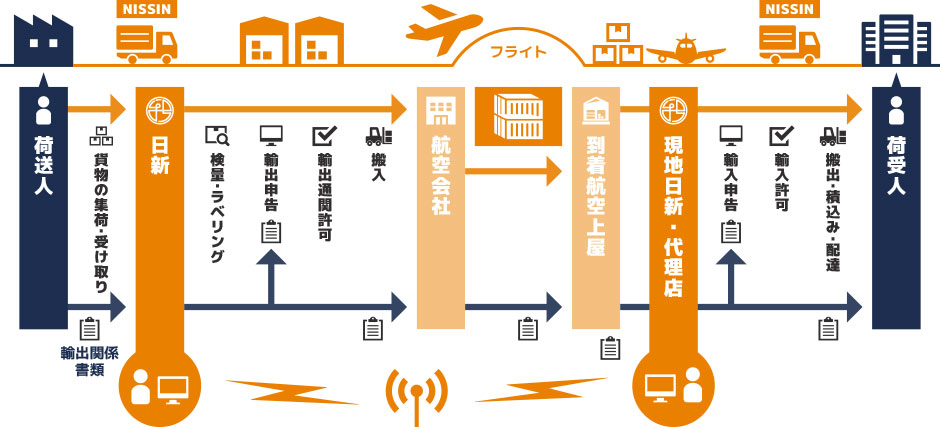 NISSIN
NISSIN
フライト
荷送人
貨物の集荷・受け取り
日新
検量・ラベリング
輸出申告
輸出通関許可
搬入
航空会社
到着航空上屋
現地日新・代理店
輸入申告
輸入許可
搬出・積込み・配達
荷受人
輸出関係
書類